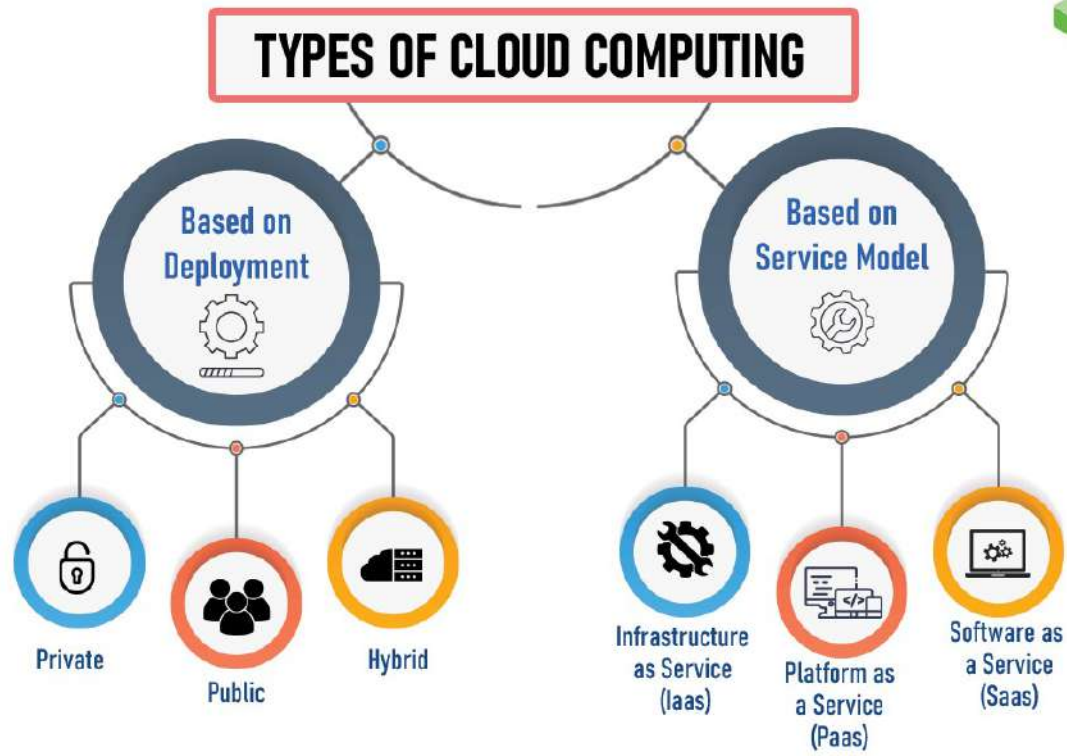 TYPES OF CLOUD COMPUTING
Based on
Deployment
Based on
Service Model
Private
Public
Hybrid
Infrastructure
as Service
(Iaas)
Platform as
a Service
(Paas)
Software as
a Service
(Saas)